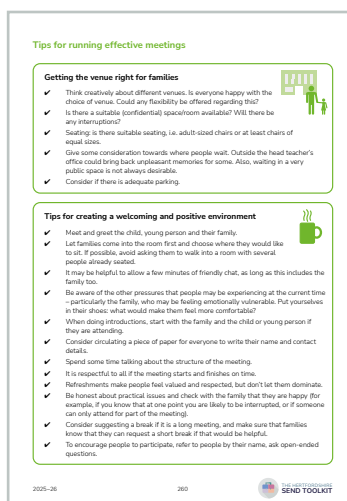 Tips for running effective meetings
Getting the venue right for families
✔ Think creatively about different venues. Is everyone happy with the
choice of venue. Could any flexibility be offered regarding this?
✔ Is there a suitable (confidential) space/room available? Will there be
any interruptions?
✔ Seating: is there suitable seating, i.e. adult-sized chairs or at least chairs of
equal sizes.
✔ Give some consideration towards where people wait. Outside the head teacher's
office could bring back unpleasant memories for some. Also, waiting in a very
public space is not always desirable.
✔ Consider if there is adequate parking.
Tips for creating a welcoming and positive environment
✔ Meet and greet the child, young person and their family.
✔ Let families come into the room first and choose where they would like
to sit. If possible, avoid asking them to walk into a room with several
people already seated.
✔ It may be helpful to allow a few minutes of friendly chat, as long as this includes the
family too.
✔ Be aware of the other pressures that people may be experiencing at the current time
– particularly the family, who may be feeling emotionally vulnerable. Put yourselves
in their shoes: what would make them feel more comfortable?
✔ When doing introductions, start with the family and the child or young person if
they are attending.
✔ Consider circulating a piece of paper for everyone to write their name and contact
details.
✔ Spend some time talking about the structure of the meeting.
✔ It is respectful to all if the meeting starts and finishes on time.
✔ Refreshments make people feel valued and respected, but don't let them dominate.
✔ Be honest about practical issues and check with the family that they are happy (for
example, if you know that at one point you are likely to be interrupted, or if someone
can only attend for part of the meeting).
✔ Consider suggesting a break if it is a long meeting, and make sure that families
know that they can request a short break if that would be helpful.
✔ To encourage people to participate, refer to people by their name, ask open-ended
questions.
2025–26
260
THE HERTFORDSHIRE
SEND TOOLKIT